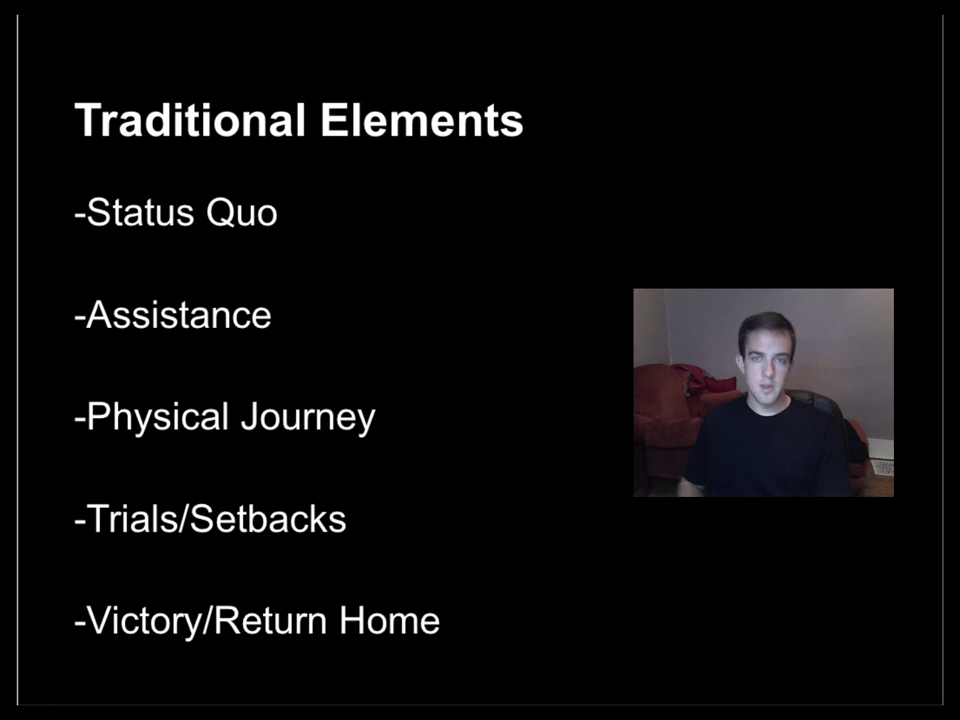 Traditional Elements
-Status Quo
-Assistance
-Physical Journey
-Trials/Setbacks
-Victory/Return Home